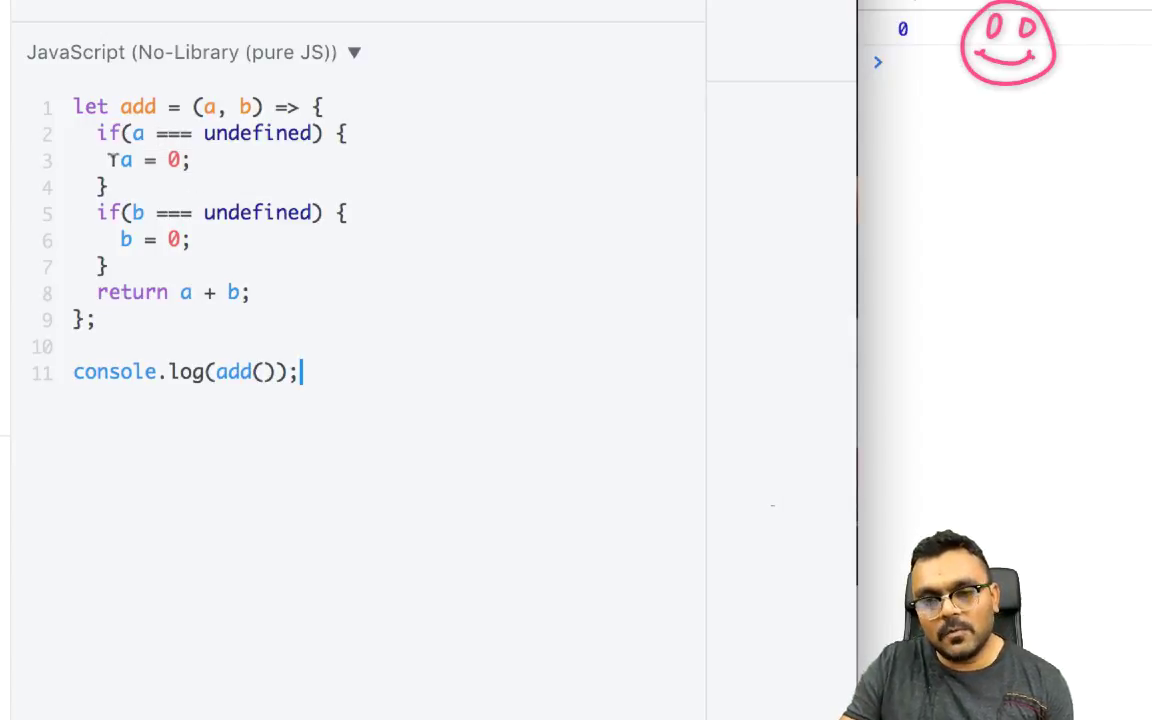 JavaScript (No-Library (pure JS)) ▼
1 let add = (a, b) => {
2   if(a === undefined) {
3     a = 0;
4   }
5   if(b === undefined) {
6     b = 0;
7   }
8   return a + b;
9 };
10
11 console.log(add());
0
>